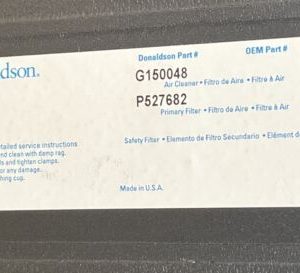 Donaldson Part # OEM Part #
dson.
G150048
Air Cleaner • Filtro de Aire • Filtre à Air
P527682
Primary Filter • Filtro de Aire • Filtre à Air
tailed service instructions
nd clean with damp rag.
ls and tighten clamps.
or any damage.
hing cup.
Safety Filter • Elemento de Filtro Secundario • Élément d
Made in U.S.A.